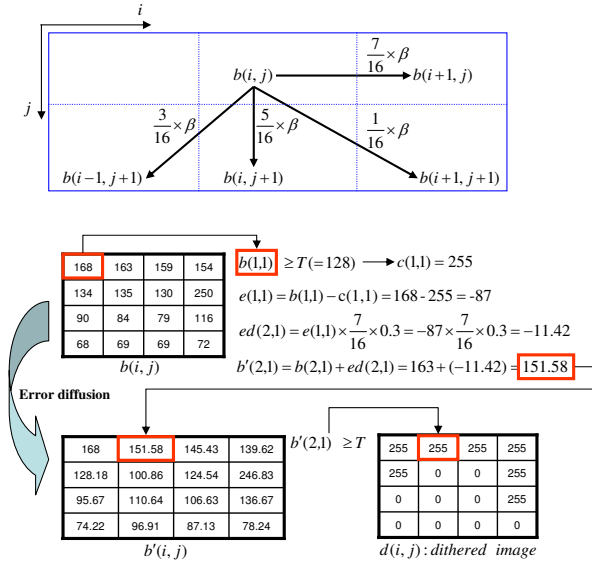 i
j
b(i, j)
7/16 × β
b(i+1, j)
3/16 × β
5/16 × β
1/16 × β
b(i−1, j+1)
b(i, j+1)
b(i+1, j+1)
168 163 159 154
134 135 130 250
90 84 79 116
68 69 69 72
b(i, j)
b(1,1) ≥ T(=128) → c(1,1) = 255
e(1,1) = b(1,1) − c(1,1) = 168 - 255 = -87
ed(2,1) = e(1,1) × 7/16 × 0.3 = −87 × 7/16 × 0.3 = −11.42
b′(2,1) = b(2,1) + ed(2,1) = 163 + (−11.42) = 151.58
Error diffusion
168 151.58 145.43 139.62
128.18 100.86 124.54 246.83
95.67 110.64 106.63 136.67
74.22 96.91 87.13 78.24
b′(i, j)
b′(2,1) ≥ T
255 255 255 255
255 0 0 0
0 0 0 255
0 0 0 0
d(i, j) : dithered image